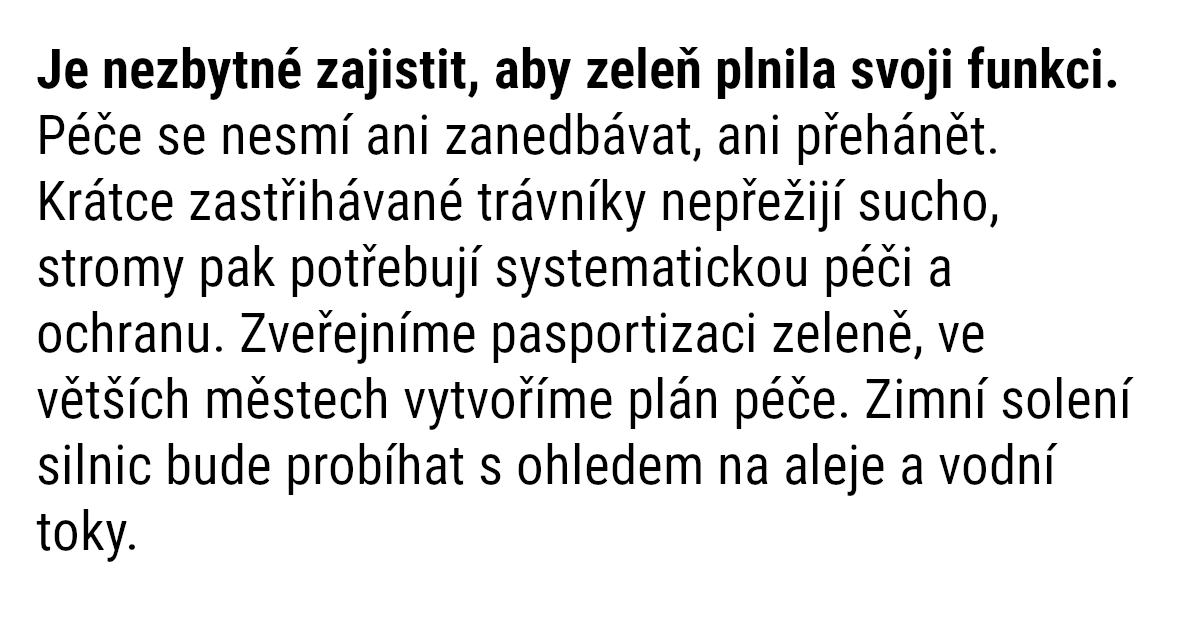 Je nezbytné zajistit, aby zeleň plnila svoji funkci.
Péče se nesmí ani zanedbávat, ani přehánět.
Krátce zastřihávané trávníky nepřežijí sucho,
stromy pak potřebují systematickou péči a
ochranu. Zveřejníme pasportizaci zeleně, ve
větších městech vytvoříme plán péče. Zimní solení
silnic bude probíhat s ohledem na aleje a vodní
toky.